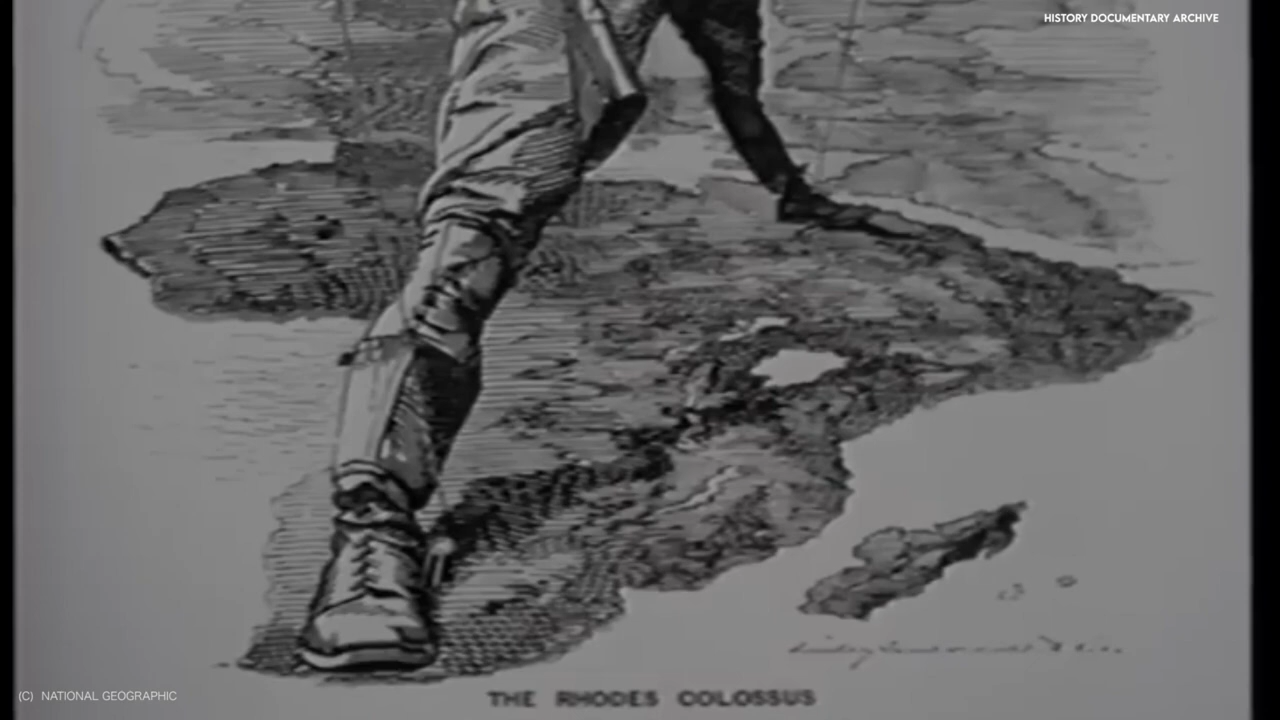 HISTORY DOCUMENTARY ARCHIVE
(C) NATIONAL GEOGRAPHIC
THE RHODES COLOSSUS